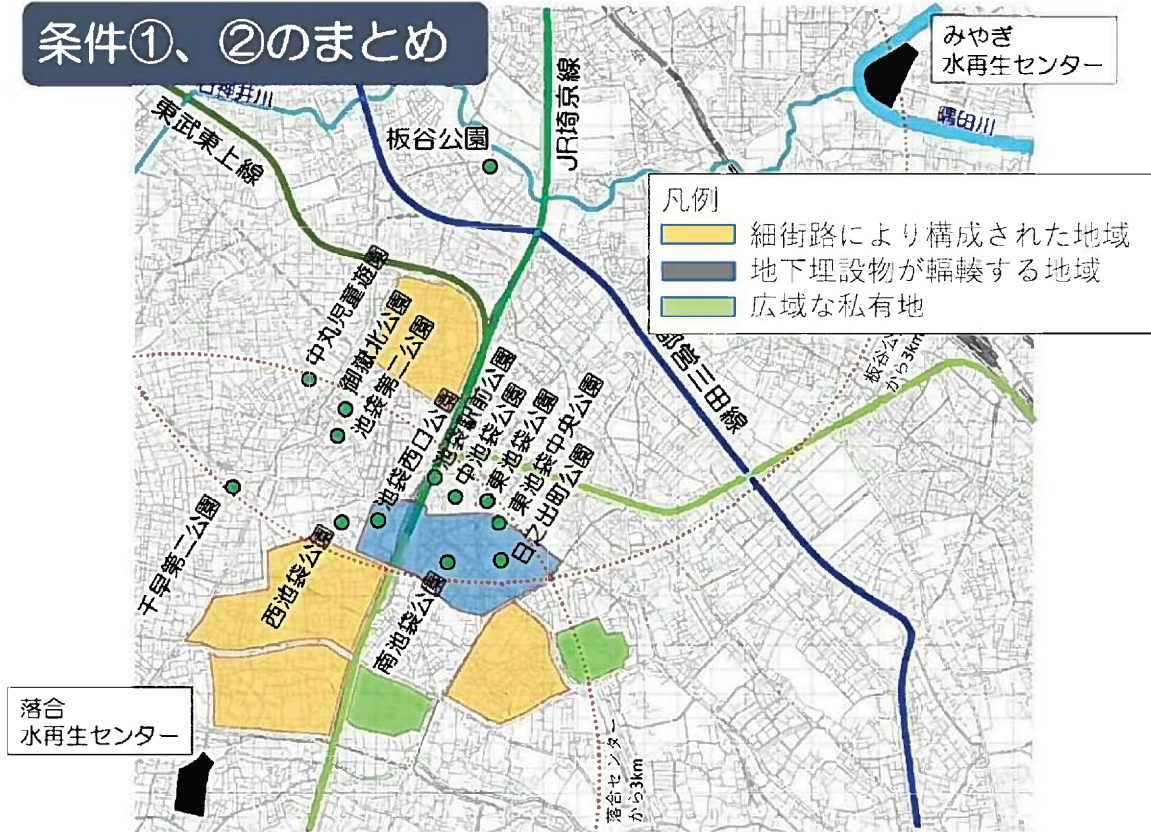 条件①、②のまとめ
みやぎ
水再生センター
石神井川
東武東上線
板谷公園
JR埼京線
隅田川
凡例
細街路により構成された地域
地下埋設物が輻輳する地域
広域な私有地
中丸児童遊園
御嶽北公園
池袋第二公園
池袋西口公園
池袋駅前公園
中池袋公園
東池袋公園
東池袋中央公園
日之出町公園
都営三田線
板谷公
から3km
千早第二公園
西池袋公園
南池袋公園
落合
水再生センター
落合センター
から3km